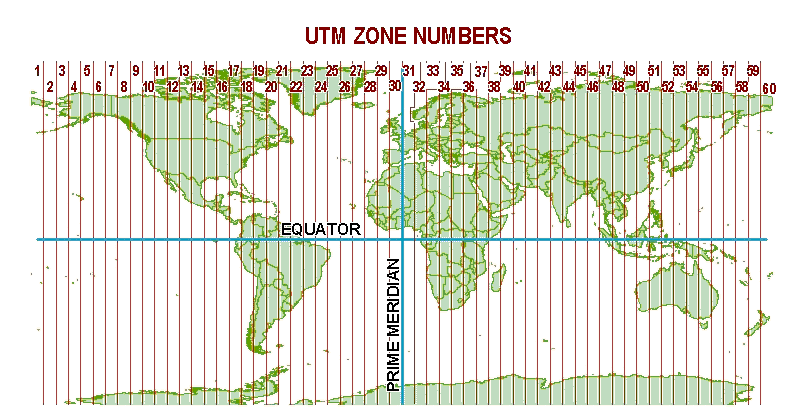 UTM ZONE NUMBERS
1 3 5 7 9 11 13 15 17 19 21 23 25 27 29 31 33 35 37 39 41 43 45 47 49 51 53 55 57 59
2 4 6 8 10 12 14 16 18 20 22 24 26 28 30 32 34 36 38 40 42 44 46 48 50 52 54 56 58 60
EQUATOR
PRIME MERIDIAN